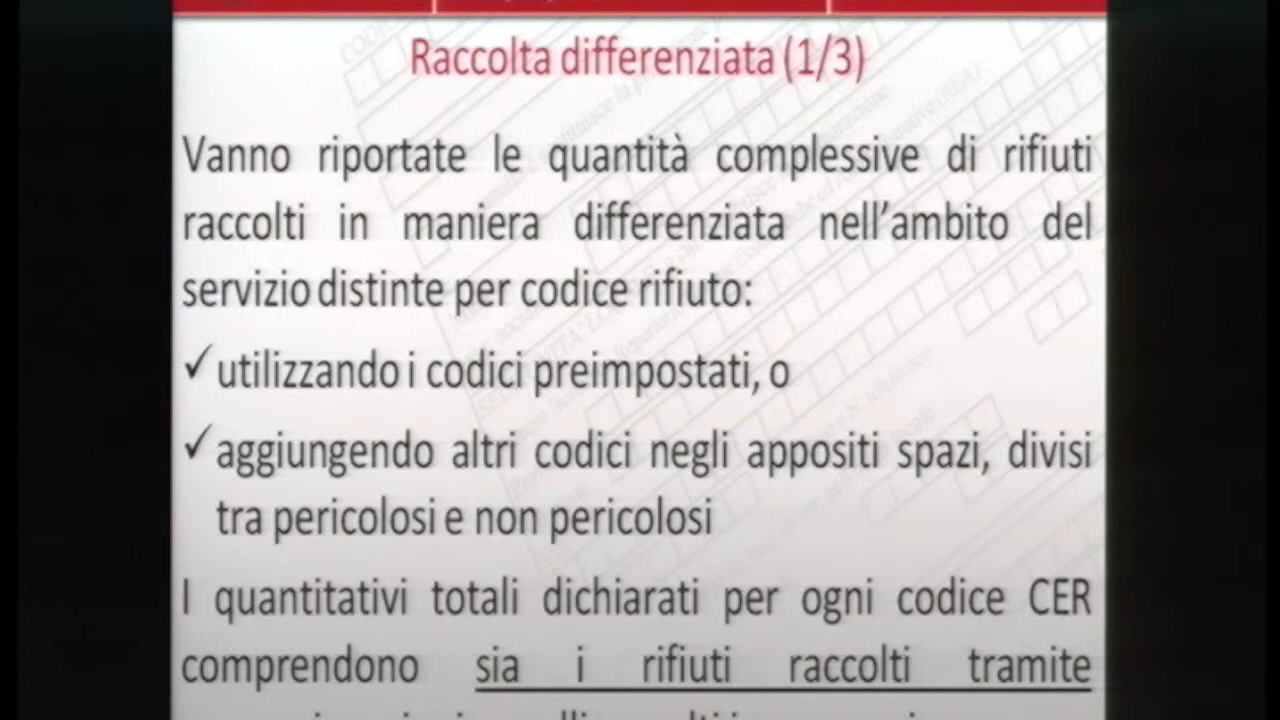 Raccolta differenziata (1/3)
Vanno riportate le quantità complessive di rifiuti
raccolti in maniera differenziata nell'ambito del
servizio distinte per codice rifiuto:
✓ utilizzando i codici preimpostati, o
✓ aggiungendo altri codici negli appositi spazi, divisi
tra pericolosi e non pericolosi
I quantitativi totali dichiarati per ogni codice CER
comprendono sia i rifiuti raccolti tramite